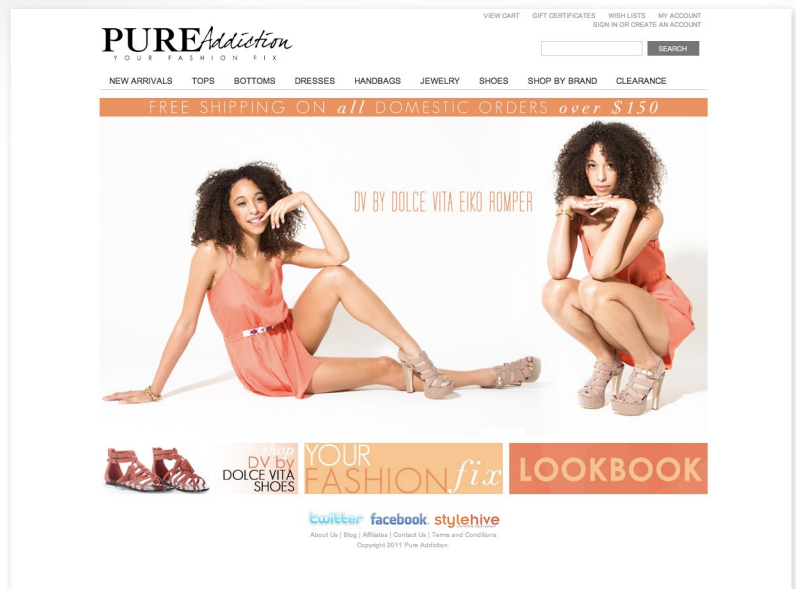 VIEW CART GIFT CERTIFICATES WISH LISTS MY ACCOUNT
SIGN IN OR CREATE AN ACCOUNT
PURE Addiction
YOUR FASHION FIX
SEARCH
NEW ARRIVALS TOPS BOTTOMS DRESSES HANDBAGS JEWELRY SHOES SHOP BY BRAND CLEARANCE
FREE SHIPPING ON all DOMESTIC ORDERS over $150
DV BY DOLCE VITA EIKO ROMPER
shop
DV by
DOLCE VITA
SHOES
YOUR
FASHION fix
LOOKBOOK
twitter facebook. stylehive
About Us | Blog | Affiliates | Contact Us | Terms and Conditions
Copyright 2011 Pure Addiction.